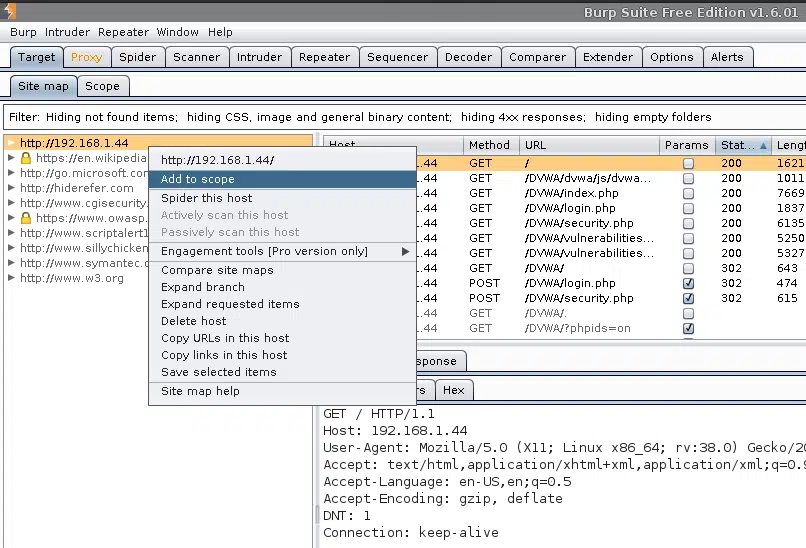 Burp Suite Free Edition v1.6.01
Burp Intruder Repeater Window Help
Target Proxy Spider Scanner Intruder Repeater Sequencer Decoder Comparer Extender Options Alerts
Site map Scope
Filter: Hiding not found items; hiding CSS, image and general binary content; hiding 4xx responses; hiding empty folders
http://192.168.1.44
https://en.wikipedia
http://go.microsoft.com
http://hiderefer.com
http://www.cgisecurity.
https://www.owasp.
http://www.scriptalert1
http://www.sillychicken
http://www.symantec.c
http://www.w3.org
http://192.168.1.44/
Add to scope
Spider this host
Actively scan this host
Passively scan this host
Engagement tools [Pro version only]
Compare site maps
Expand branch
Expand requested items
Delete host
Copy URLs in this host
Copy links in this host
Save selected items
Site map help
Host Method URL Params Stat... Lengt
.44 GET / 200 1621
.44 GET /DVWA/dvwa/js/dvwa... 200 1011
.44 GET /DVWA/index.php 200 7669
.44 GET /DVWA/login.php 200 1837
.44 GET /DVWA/security.php 200 6135
.44 GET /DVWA/vulnerabilities... 200 5250
.44 GET /DVWA/vulnerabilities... 200 5327
.44 GET /DVWA/ 302 643
.44 POST /DVWA/login.php 302 474
.44 POST /DVWA/security.php 302 615
.44 GET /DVWA/.
.44 GET /DVWA/?phpids=on
sponse
rs Hex
GET / HTTP/1.1
Host: 192.168.1.44
User-Agent: Mozilla/5.0 (X11; Linux x86_64; rv:38.0) Gecko/20
Accept: text/html,application/xhtml+xml,application/xml;q=0.9
Accept-Language: en-US,en;q=0.5
Accept-Encoding: gzip, deflate
DNT: 1
Connection: keep-alive